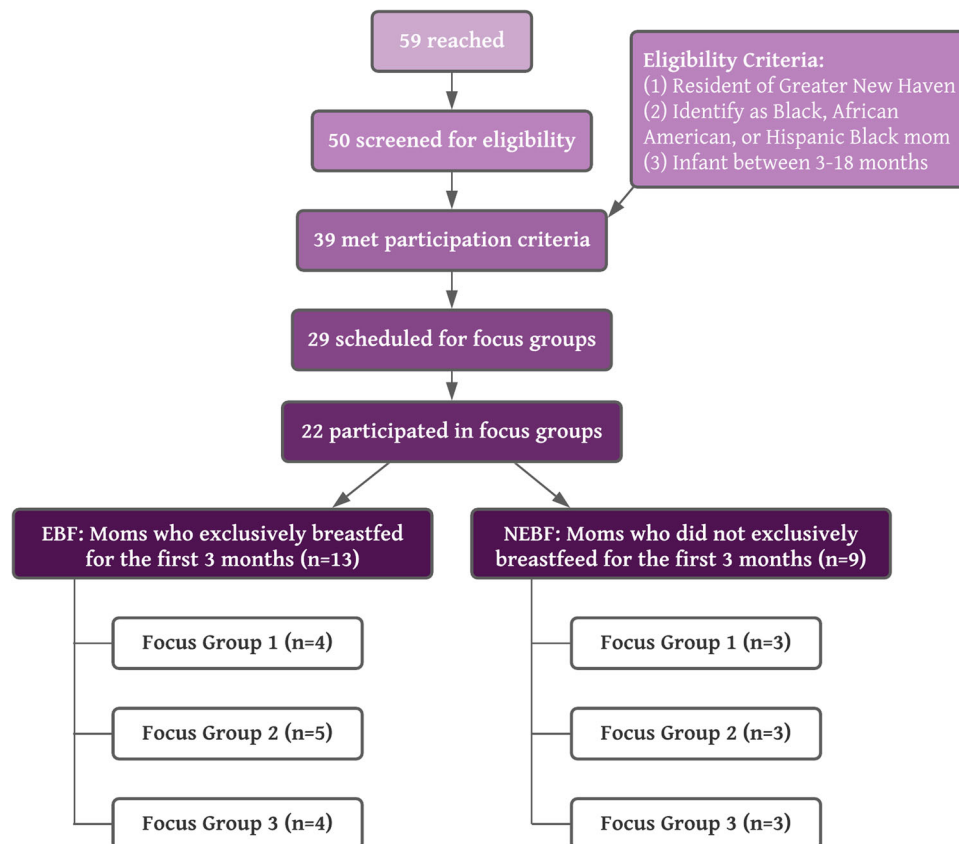 59 reached
Eligibility Criteria:
(1) Resident of Greater New Haven
(2) Identify as Black, African
American, or Hispanic Black mom
(3) Infant between 3-18 months
50 screened for eligibility
39 met participation criteria
29 scheduled for focus groups
22 participated in focus groups
EBF: Moms who exclusively breastfed
for the first 3 months (n=13)
NEBF: Moms who did not exclusively
breastfeed for the first 3 months (n=9)
Focus Group 1 (n=4)
Focus Group 1 (n=3)
Focus Group 2 (n=5)
Focus Group 2 (n=3)
Focus Group 3 (n=4)
Focus Group 3 (n=3)